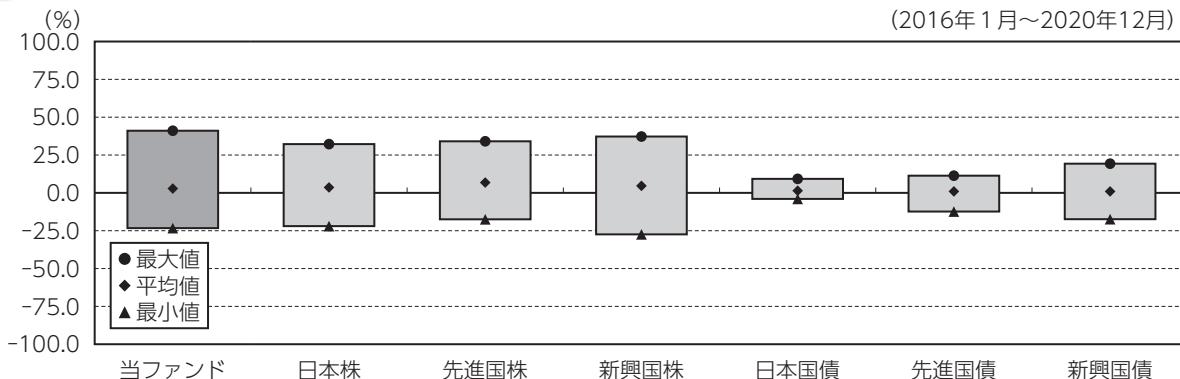 (%)
(2016年1月～2020年12月)
100.0
75.0
50.0
25.0
0.0
-25.0
-50.0
-75.0
-100.0
●最大値
◆平均値
▲最小値
当ファンド 日本株 先進国株 新興国株 日本国債 先進国債 新興国債